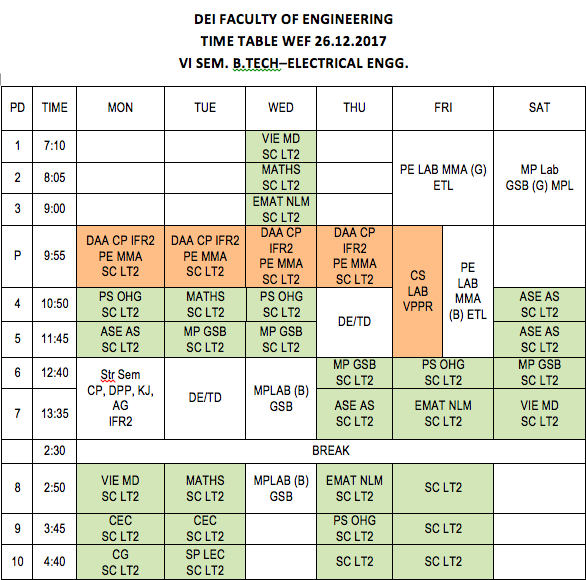 DEI FACULTY OF ENGINEERING
TIME TABLE WEF 26.12.2017
VI SEM. B.TECH–ELECTRICAL ENGG.
PD TIME MON TUE WED THU FRI SAT
1 7:10
VIE MD
SC LT2
PE LAB MMA (G)
ETL
MP Lab
GSB (G) MPL
2 8:05
MATHS
SC LT2
3 9:00
EMAT NLM
SC LT2
P 9:55
DAA CP IFR2
PE MMA
SC LT2
DAA CP IFR2
PE MMA
SC LT2
DAA CP
IFR2
PE MMA
SC LT2
DAA CP
IFR2
PE MMA
SC LT2
CS
LAB
VPPR
PE
LAB
MMA
(B) ETL
4 10:50
PS OHG
SC LT2
MATHS
SC LT2
PS OHG
SC LT2
DE/TD
ASE AS
SC LT2
5 11:45
ASE AS
SC LT2
MP GSB
SC LT2
MP GSB
SC LT2
ASE AS
SC LT2
6 12:40
Str Sem
CP, DPP, KJ,
AG
IFR2
DE/TD
MPLAB (B)
GSB
MP GSB
SC LT2
PS OHG
SC LT2
MP GSB
SC LT2
7 13:35
ASE AS
SC LT2
EMAT NLM
SC LT2
VIE MD
SC LT2
2:30 BREAK
8 2:50
VIE MD
SC LT2
MATHS
SC LT2
MPLAB (B)
GSB
EMAT NLM
SC LT2
SC LT2
9 3:45
CEC
SC LT2
CEC
SC LT2
PS OHG
SC LT2
SC LT2
10 4:40
CG
SC LT2
SP LEC
SC LT2
SC LT2
SC LT2